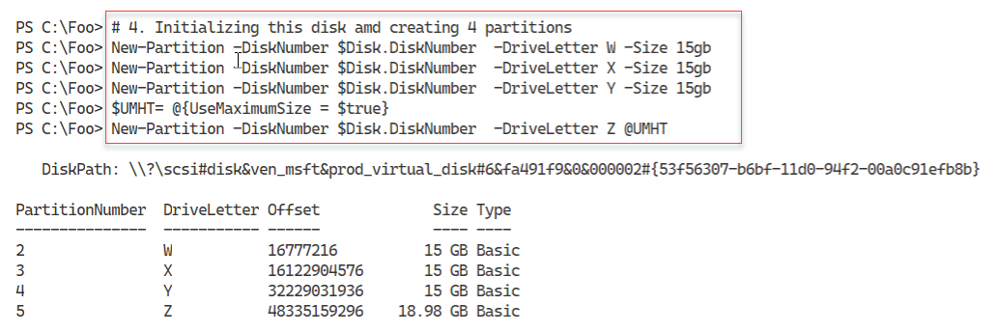 PS C:\Foo> # 4. Initializing this disk amd creating 4 partitions
PS C:\Foo> New-Partition -DiskNumber $Disk.DiskNumber  -DriveLetter W -Size 15gb
PS C:\Foo> New-Partition -DiskNumber $Disk.DiskNumber  -DriveLetter X -Size 15gb
PS C:\Foo> New-Partition -DiskNumber $Disk.DiskNumber  -DriveLetter Y -Size 15gb
PS C:\Foo> $UMHT= @{UseMaximumSize = $true}
PS C:\Foo> New-Partition -DiskNumber $Disk.DiskNumber  -DriveLetter Z @UMHT
DiskPath: \\?\scsi#disk&ven_msft&prod_virtual_disk#6&fa491f9&0&000002#{53f56307-b6bf-11d0-94f2-00a0c91efb8b}
PartitionNumber  DriveLetter Offset             Size Type
---------------  ----------- ------             ---- ----
2                W           16777216          15 GB Basic
3                X           16122904576       15 GB Basic
4                Y           32229031936       15 GB Basic
5                Z           48335159296    18.98 GB Basic